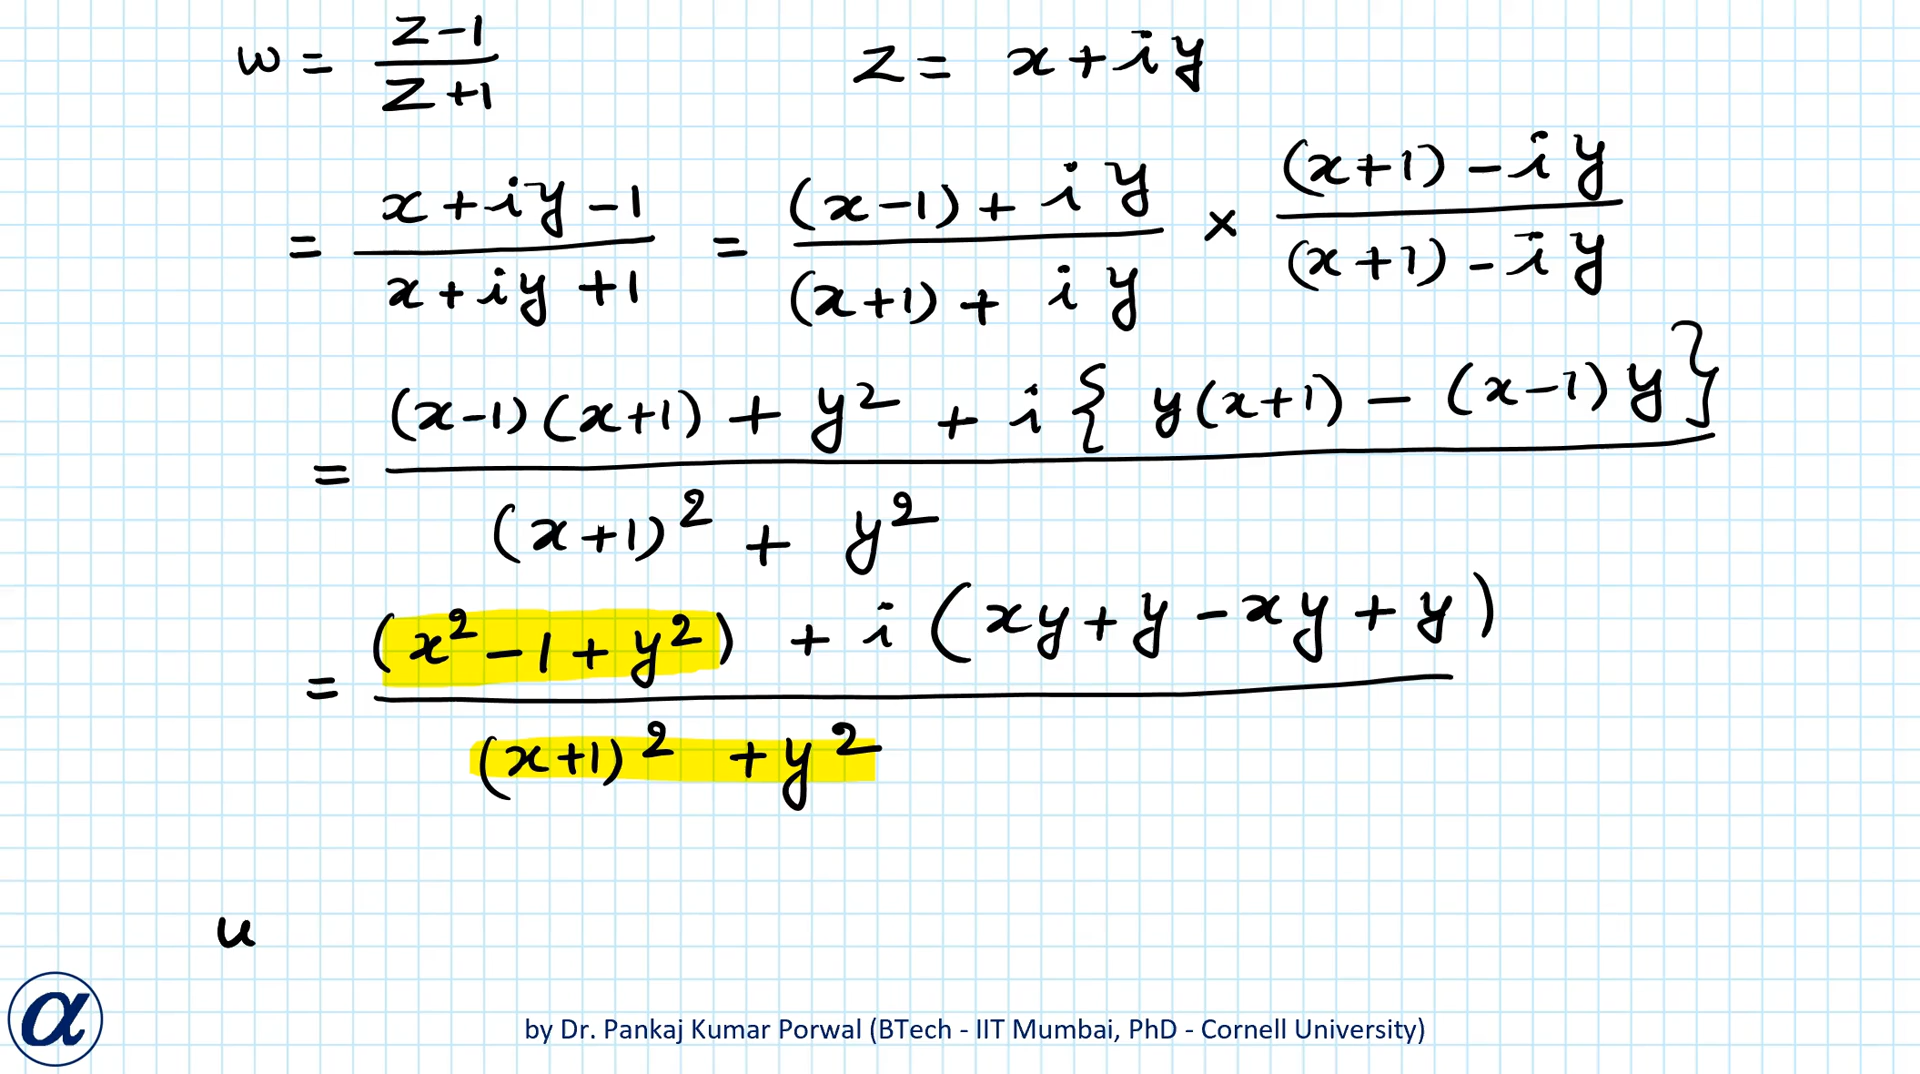 w = (z-1)/(z+1)    z = x+iy
= (x+iy-1)/(x+iy+1) = ((x-1)+iy)/((x+1)+iy) × ((x+1)-iy)/((x+1)-iy)
= ((x-1)(x+1) + y² + i{y(x+1) - (x-1)y})/((x+1)² + y²)
= ((x²-1+y²) + i(xy+y-xy+y))/((x+1)² + y²)
u
α
by Dr. Pankaj Kumar Porwal (BTech - IIT Mumbai, PhD - Cornell University)